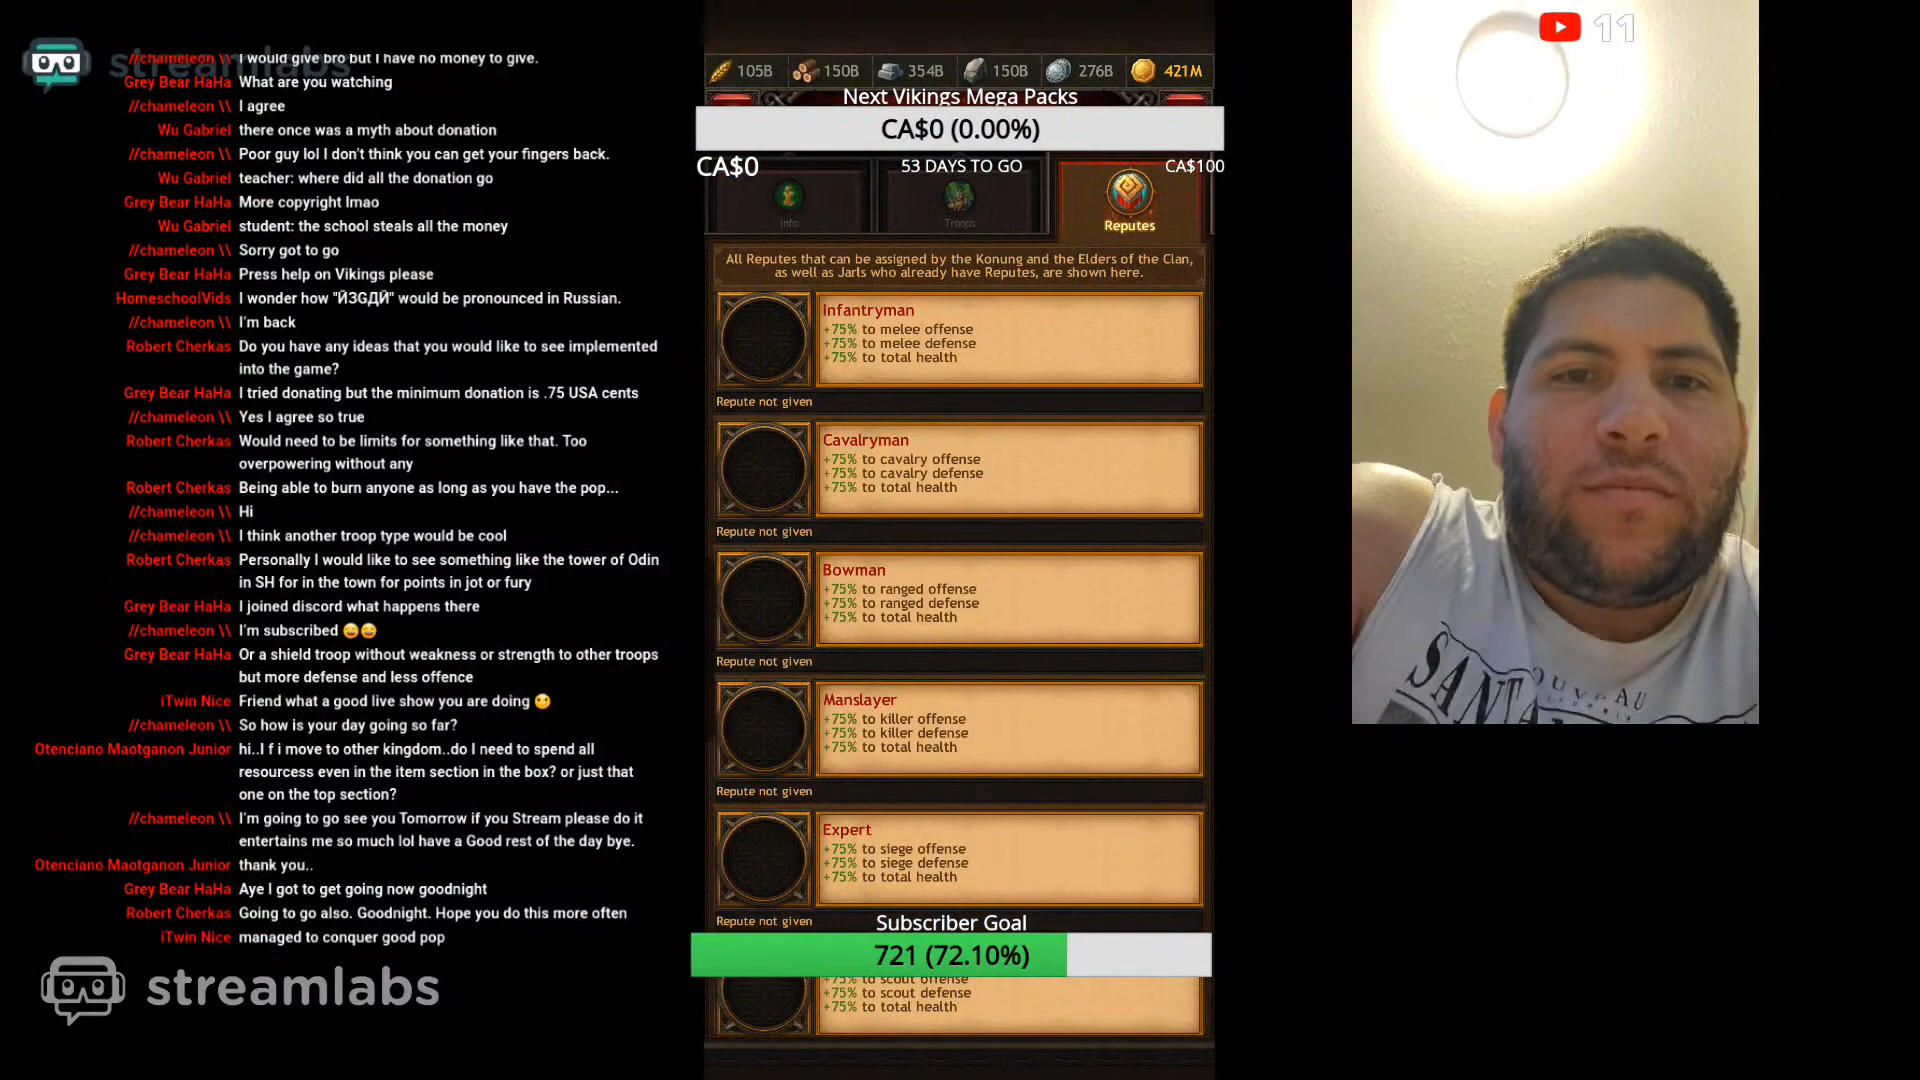 streamlabs
//chameleon \\ I would give bro but I have no money to give.
Grey Bear HaHa What are you watching
//chameleon \\ I agree
Wu Gabriel there once was a myth about donation
//chameleon \\ Poor guy lol I don't think you can get your fingers back.
Wu Gabriel teacher: where did all the donation go
Grey Bear HaHa More copyright lmao
Wu Gabriel student: the school steals all the money
//chameleon \\ Sorry got to go
Grey Bear HaHa Press help on Vikings please
HomeschoolVids I wonder how "ЙЗGДЙ" would be pronounced in Russian.
//chameleon \\ I'm back
Robert Cherkas Do you have any ideas that you would like to see implemented
into the game?
Grey Bear HaHa I tried donating but the minimum donation is .75 USA cents
//chameleon \\ Yes I agree so true
Robert Cherkas Would need to be limits for something like that. Too
overpowering without any
Robert Cherkas Being able to burn anyone as long as you have the pop...
//chameleon \\ Hi
//chameleon \\ I think another troop type would be cool
Robert Cherkas Personally I would like to see something like the tower of Odin
in SH for in the town for points in jot or fury
Grey Bear HaHa I joined discord what happens there
//chameleon \\ I'm subscribed 😄😄
Grey Bear HaHa Or a shield troop without weakness or strength to other troops
but more defense and less offence
iTwin Nice Friend what a good live show you are doing
//chameleon \\ So how is your day going so far?
Otenciano Maotganon Junior hi..I f i move to other kingdom..do I need to spend all
resourcess even in the item section in the box? or just that
one on the top section?
//chameleon \\ I'm going to go see you Tomorrow if you Stream please do it
entertains me so much lol have a Good rest of the day bye.
Otenciano Maotganon Junior thank you..
Grey Bear HaHa Aye I got to get going now goodnight
Robert Cherkas Going to go also. Goodnight. Hope you do this more often
iTwin Nice managed to conquer good pop
streamlabs
105B 150B 354B 150B 276B 421M
Next Vikings Mega Packs
CA$0 (0.00%)
CA$0 53 DAYS TO GO CA$100
Info Troops Reputes
All Reputes that can be assigned by the Konung and the Elders of the Clan,
as well as Jarls who already have Reputes, are shown here.
Infantryman
+75% to melee offense
+75% to melee defense
+75% to total health
Repute not given
Cavalryman
+75% to cavalry offense
+75% to cavalry defense
+75% to total health
Repute not given
Bowman
+75% to ranged offense
+75% to ranged defense
+75% to total health
Repute not given
Manslayer
+75% to killer offense
+75% to killer defense
+75% to total health
Repute not given
Expert
+75% to siege offense
+75% to siege defense
+75% to total health
Repute not given
Subscriber Goal
721 (72.10%)
+75% to scout offense
+75% to scout defense
+75% to total health
11
NOUVEAU